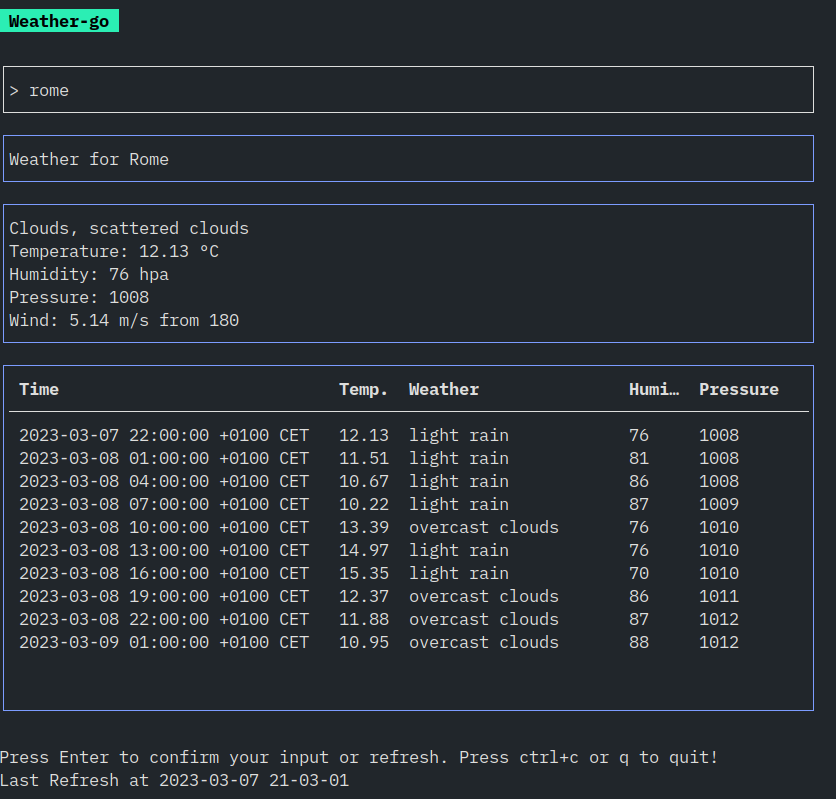 Weather-go
> rome
Weather for Rome
Clouds, scattered clouds
Temperature: 12.13 °C
Humidity: 76 hpa
Pressure: 1008
Wind: 5.14 m/s from 180
Time Temp. Weather Humi… Pressure
2023-03-07 22:00:00 +0100 CET 12.13 light rain 76 1008
2023-03-08 01:00:00 +0100 CET 11.51 light rain 81 1008
2023-03-08 04:00:00 +0100 CET 10.67 light rain 86 1008
2023-03-08 07:00:00 +0100 CET 10.22 light rain 87 1009
2023-03-08 10:00:00 +0100 CET 13.39 overcast clouds 76 1010
2023-03-08 13:00:00 +0100 CET 14.97 light rain 76 1010
2023-03-08 16:00:00 +0100 CET 15.35 light rain 70 1010
2023-03-08 19:00:00 +0100 CET 12.37 overcast clouds 86 1011
2023-03-08 22:00:00 +0100 CET 11.88 overcast clouds 87 1012
2023-03-09 01:00:00 +0100 CET 10.95 overcast clouds 88 1012
Press Enter to confirm your input or refresh. Press ctrl+c or q to quit!
Last Refresh at 2023-03-07 21-03-01